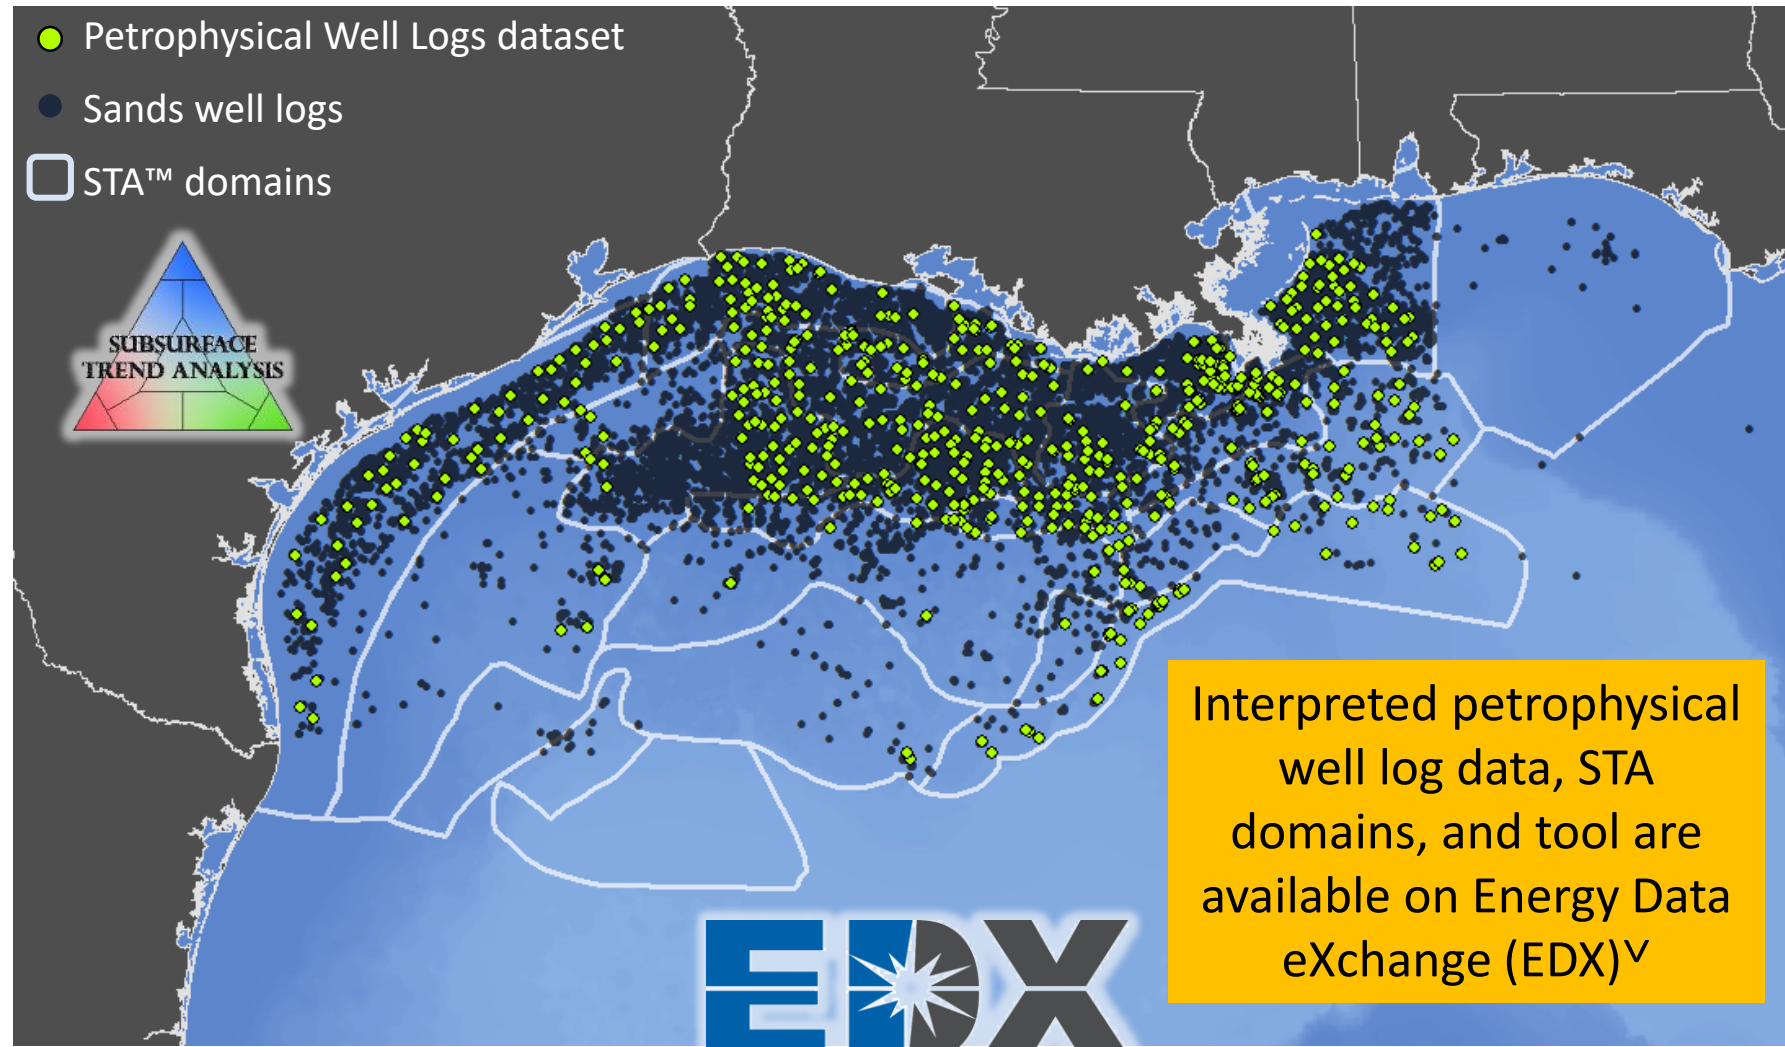 Petrophysical Well Logs dataset
Sands well logs
STA™ domains
SUBSURFACE
TREND ANALYSIS
Interpreted petrophysical
well log data, STA
domains, and tool are
available on Energy Data
eXchange (EDX)˅
EDX